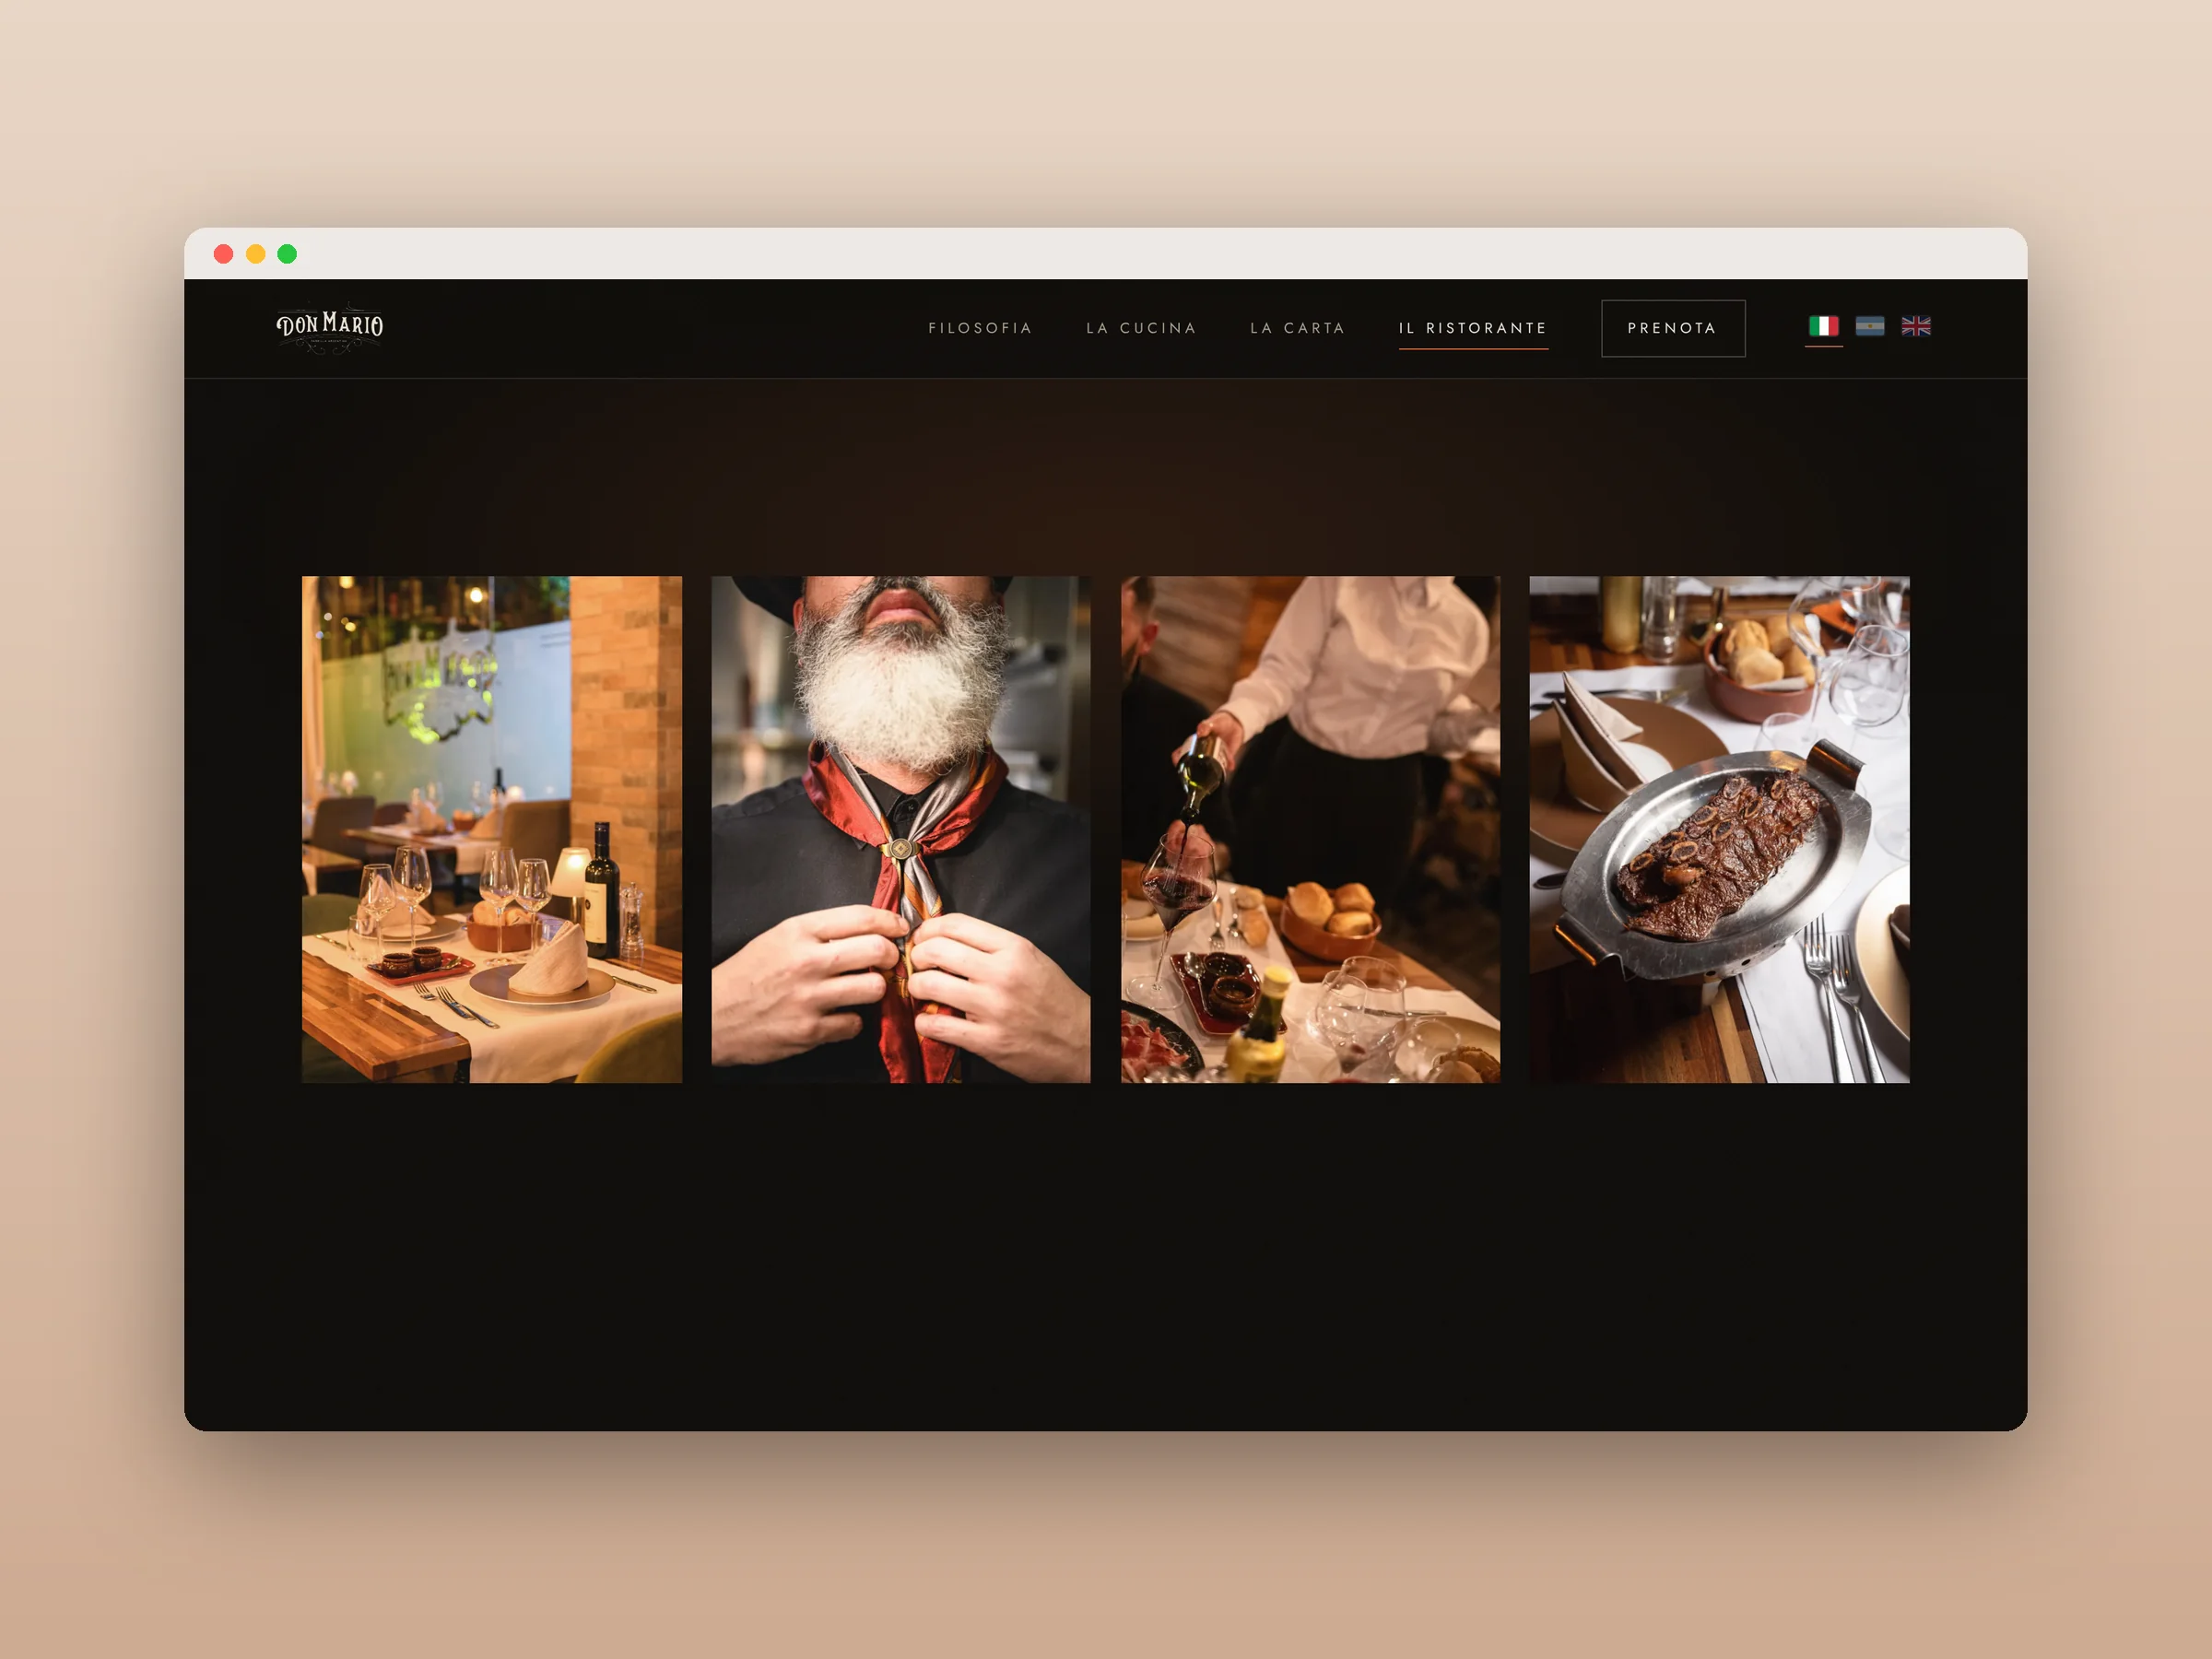 DON MARIO
FILOSOFIA
LA CUCINA
LA CARTA
IL RISTORANTE
PRENOTA